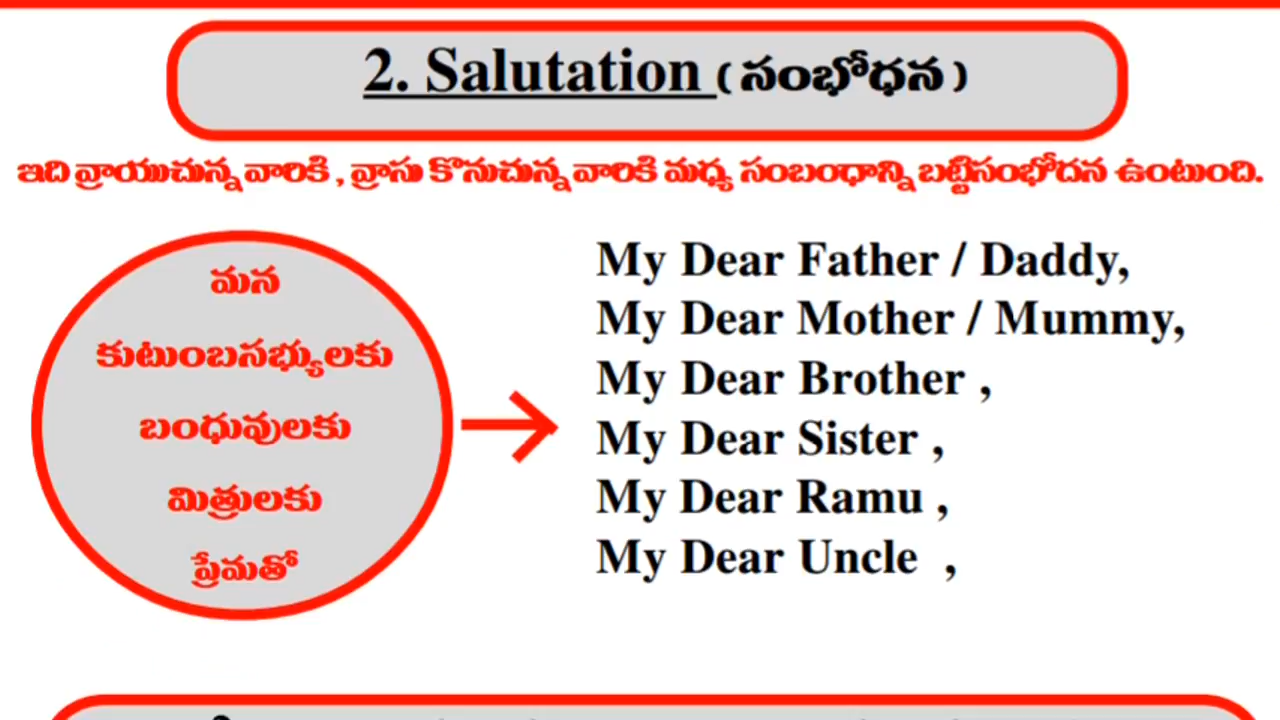 2. Salutation ( సంభోధన )
ఇది వ్రాయుచున్న వారికి , వ్రాసు కొనుచున్న వారికి మధ్య సంబంధాన్ని బట్టిసంభోదన ఉంటుంది.
మన
కుటుంబసభ్యులకు
బంధువులకు
మిత్రులకు
ప్రేమతో
My Dear Father / Daddy,
My Dear Mother / Mummy,
My Dear Brother ,
My Dear Sister ,
My Dear Ramu ,
My Dear Uncle ,